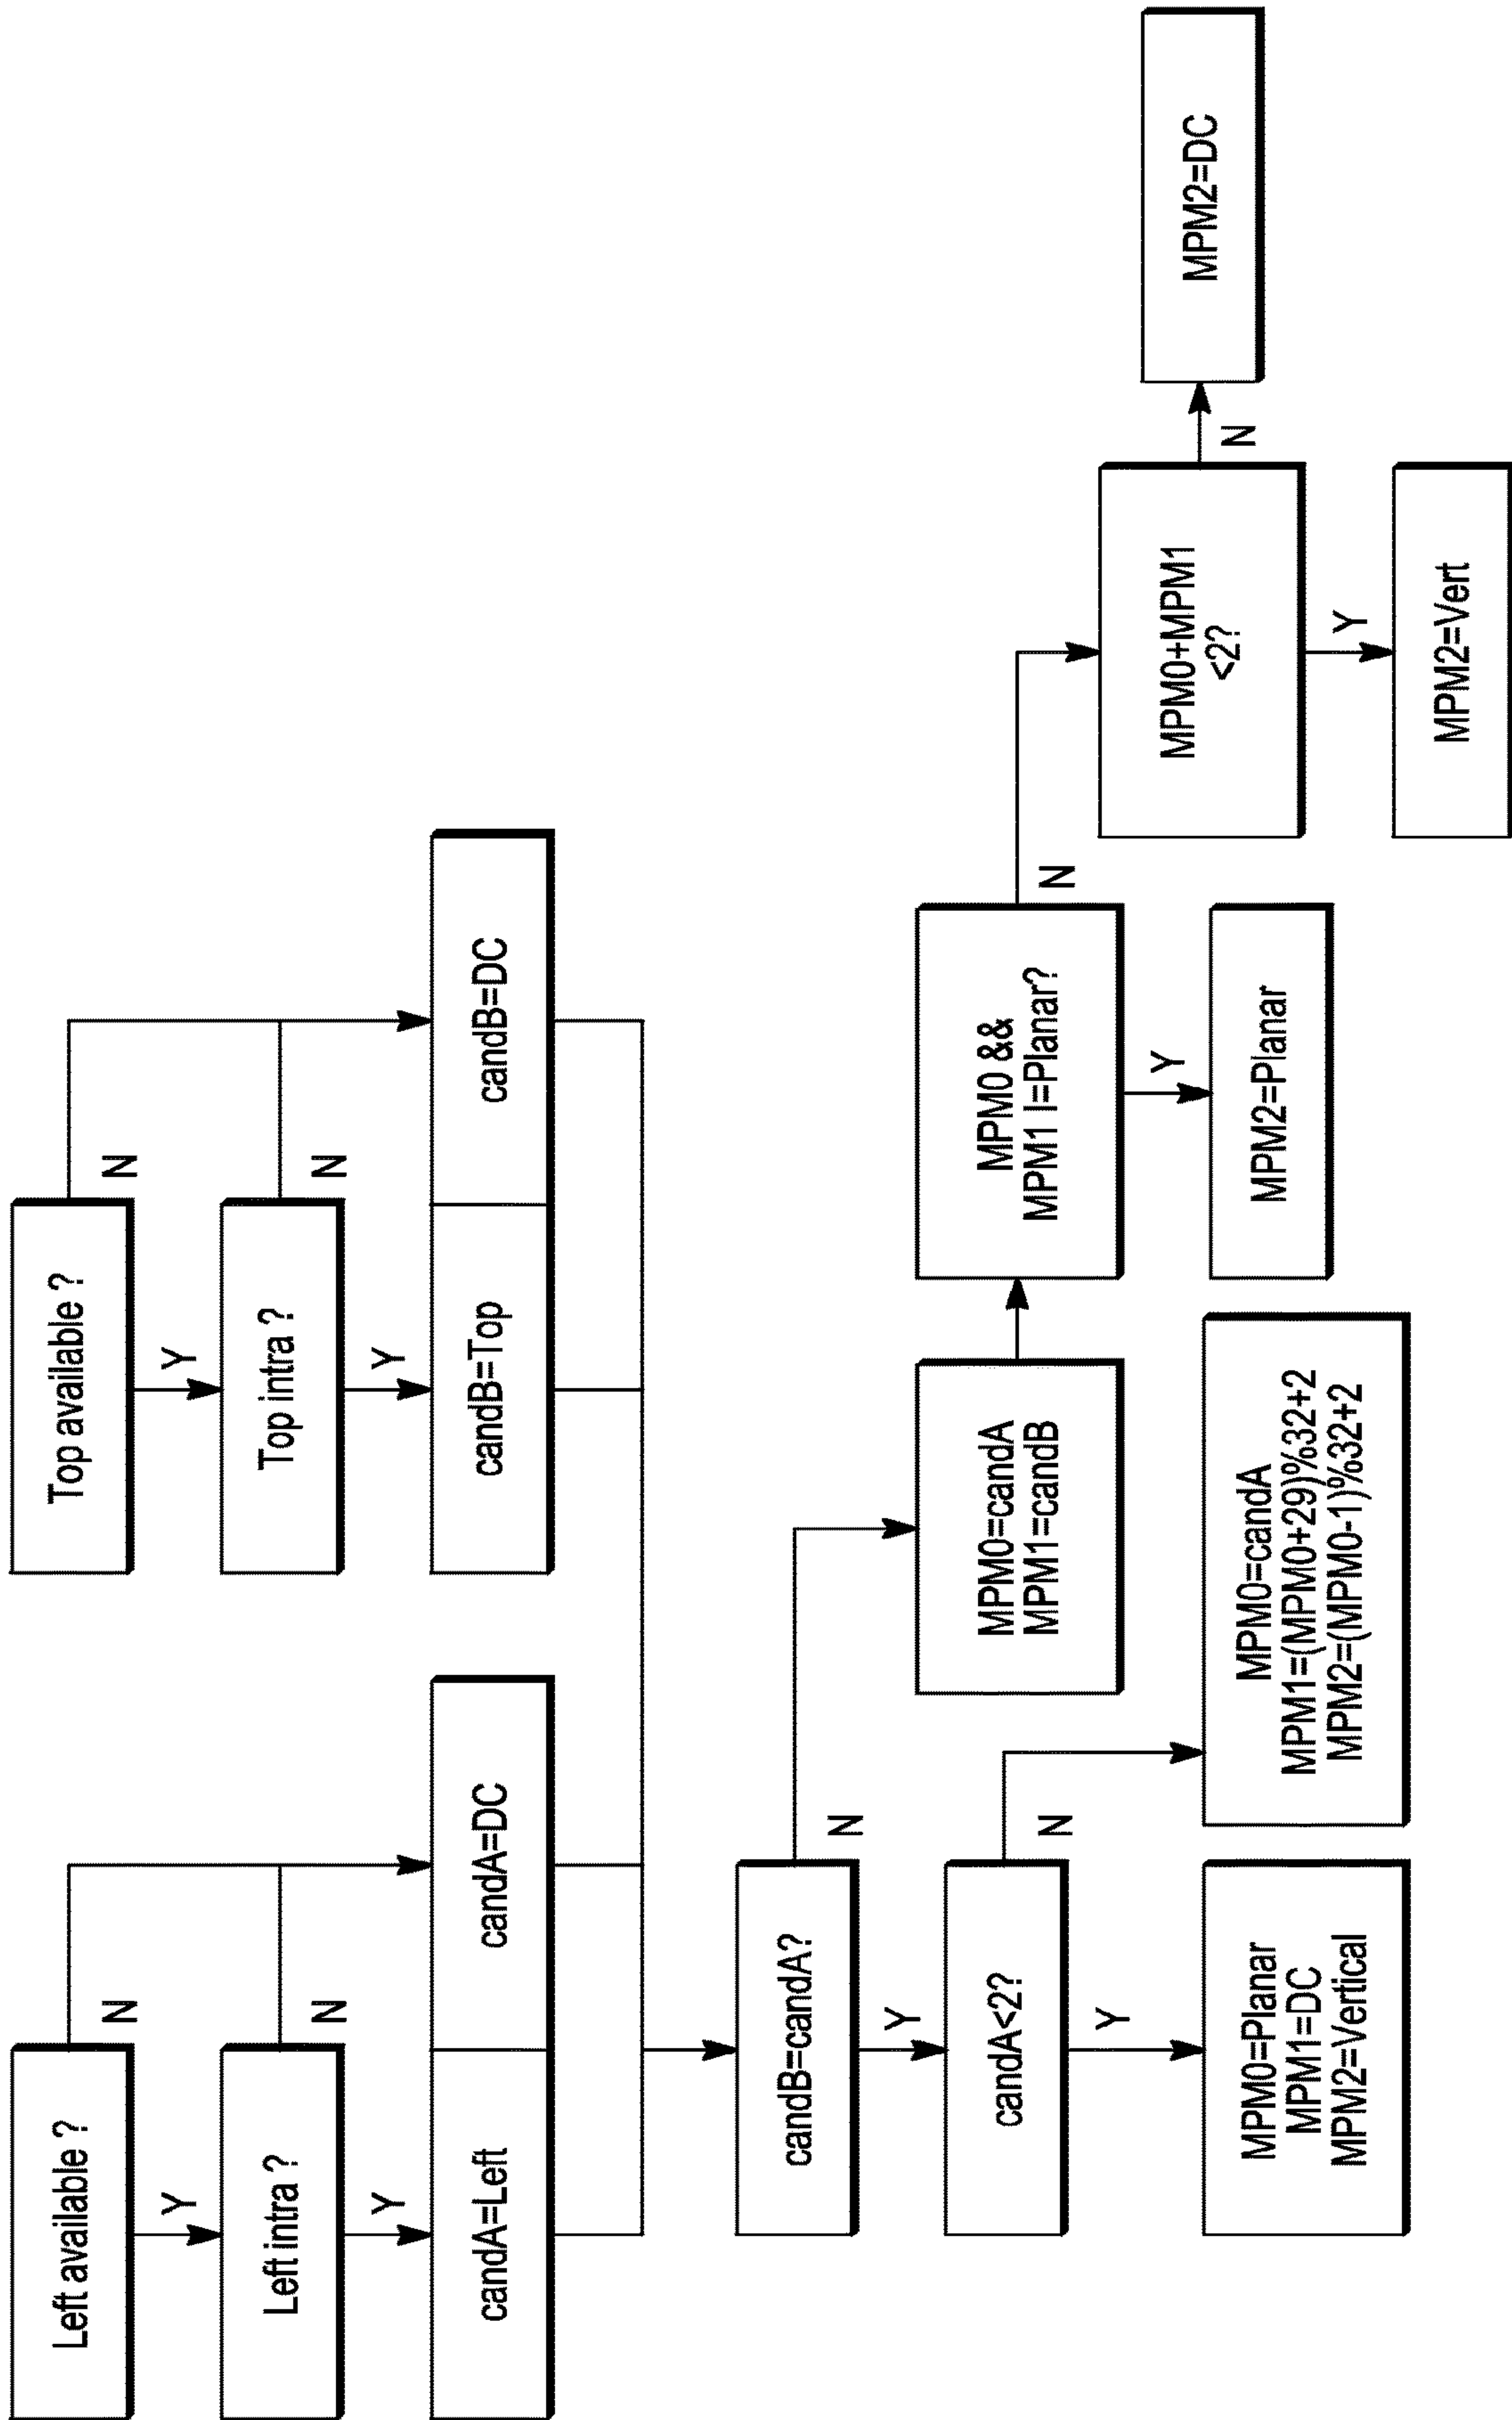 Left available ?
N
Y
Left intra ?
N
Y
candA=Left
candA=DC
Top available ?
N
Y
Top intra ?
N
Y
candB=Top
candB=DC
candB=candA?
N
Y
candA<2?
N
Y
MPM0=Planar
MPM1=DC
MPM2=Vertical
MPM0=candA
MPM1=(MPM0+29)%32+2
MPM2=(MPM0-1)%32+2
MPM0=candA
MPM1=candB
MPM0 &&
MPM1 !=Planar?
N
Y
MPM2=Planar
MPM0+MPM1
<2?
N
Y
MPM2=Vert
MPM2=DC